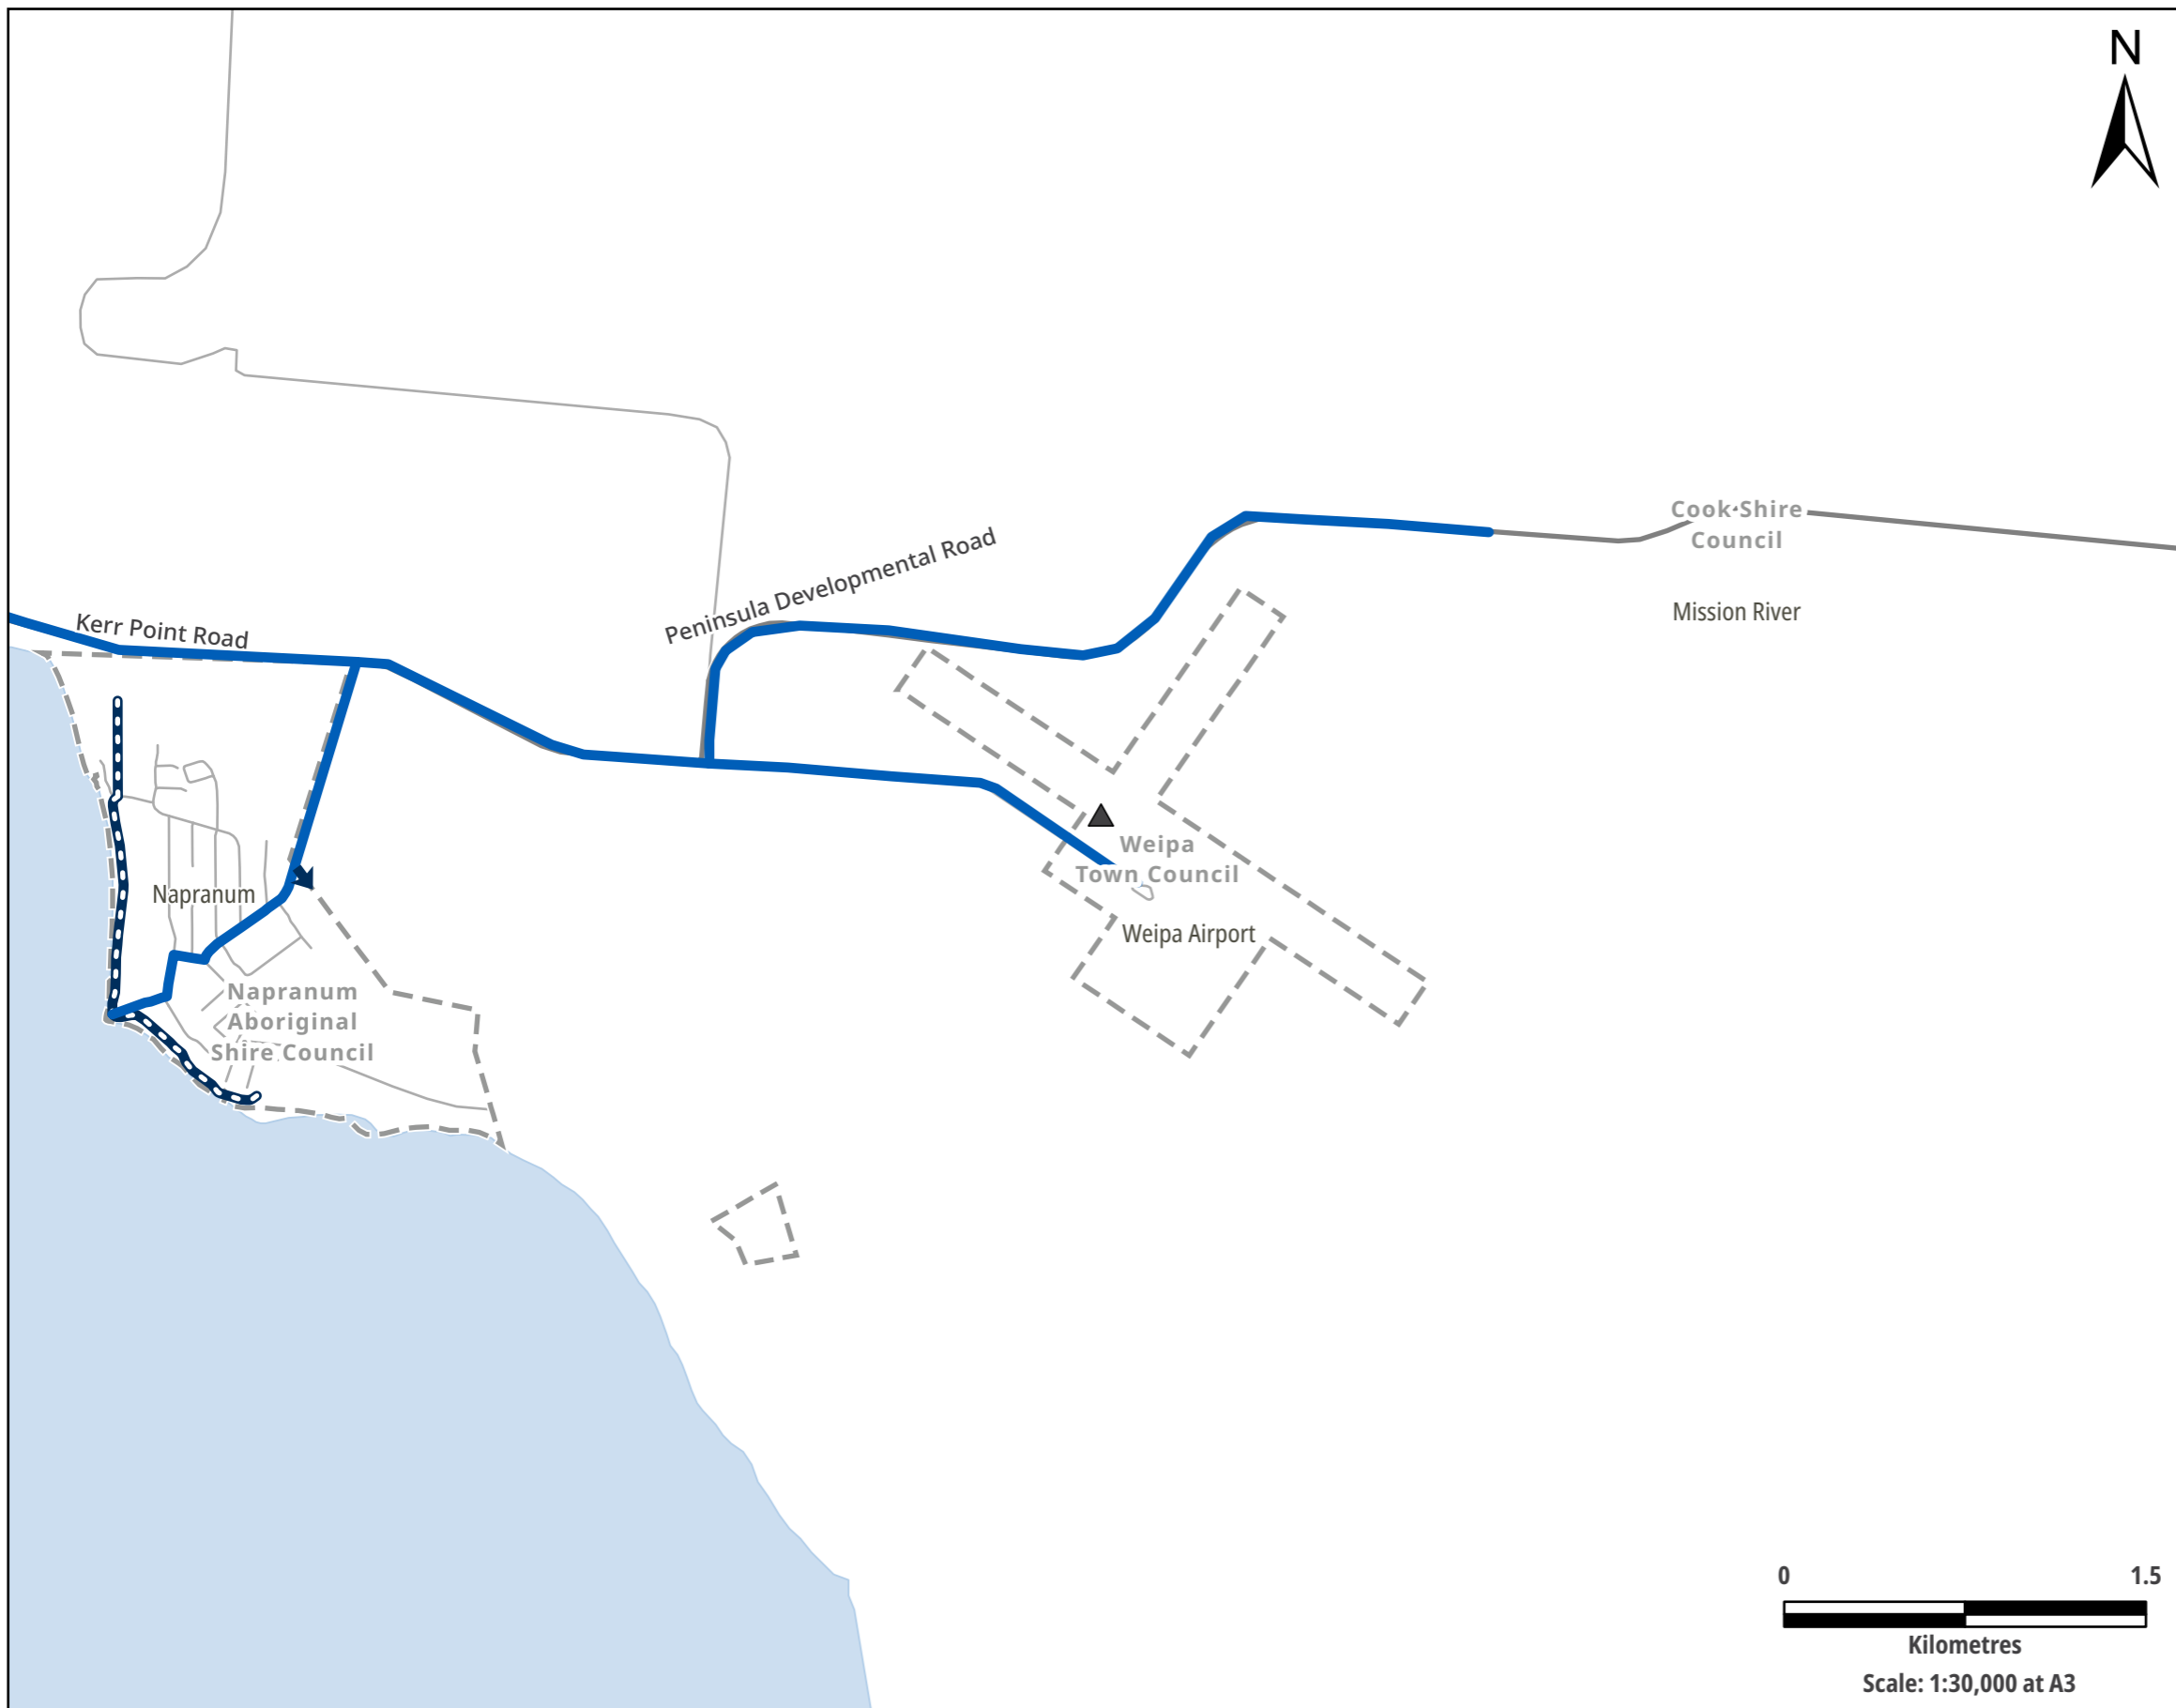 N
Cook Shire
Council
Peninsula Developmental Road
Mission River
Kerr Point Road
Weipa
Town Council
Napranum
Weipa Airport
Napranum
Aboriginal
Shire Council
0 1.5
Kilometres
Scale: 1:30,000 at A3